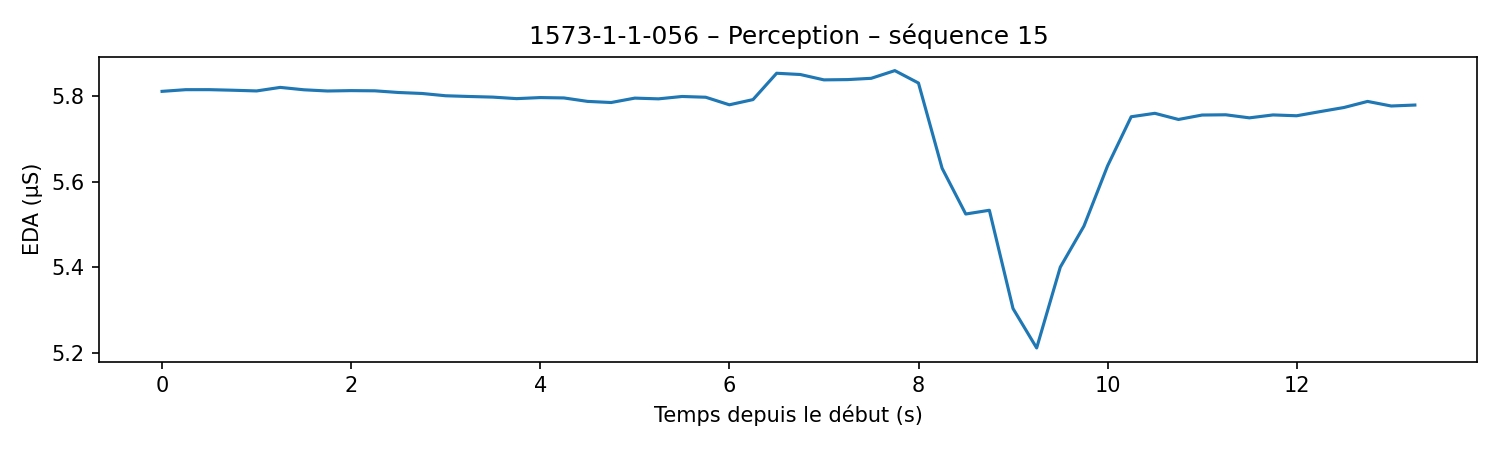 1573-1-1-056 – Perception – séquence 15
EDA (µS)
5.8
5.6
5.4
5.2
0 2 4 6 8 10 12
Temps depuis le début (s)